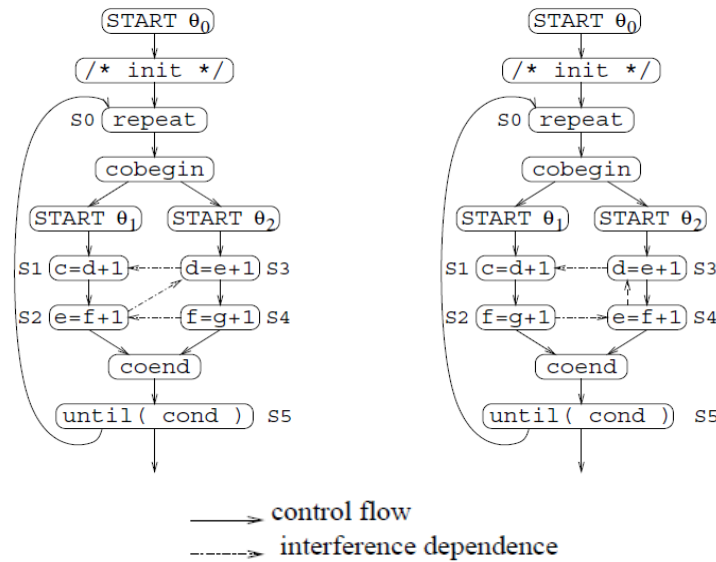 START θ0
/* init */
S0 repeat
cobegin
START θ1 START θ2
S1 c=d+1 d=e+1 S3
S2 e=f+1 f=g+1 S4
coend
until( cond ) S5
START θ0
/* init */
S0 repeat
cobegin
START θ1 START θ2
S1 c=d+1 d=e+1 S3
S2 f=g+1 e=f+1 S4
coend
until( cond ) S5
control flow
interference dependence